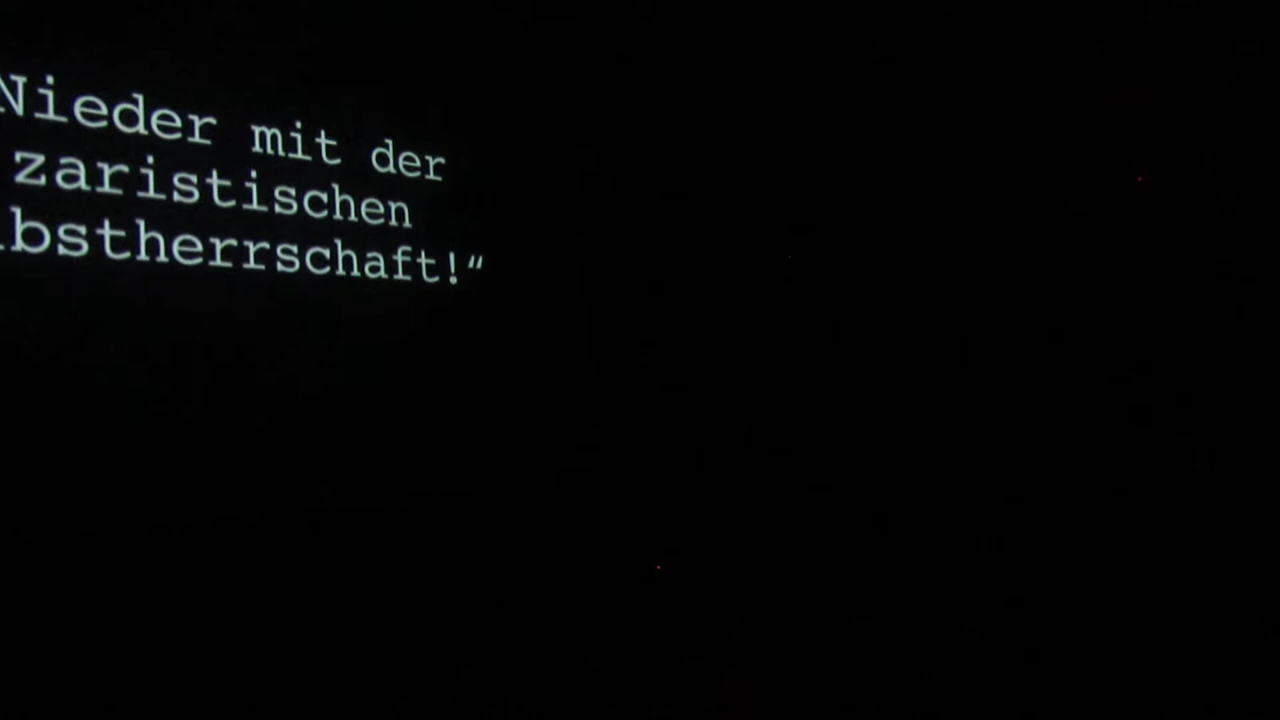 Nieder mit der
zaristischen
bstherrschaft!“